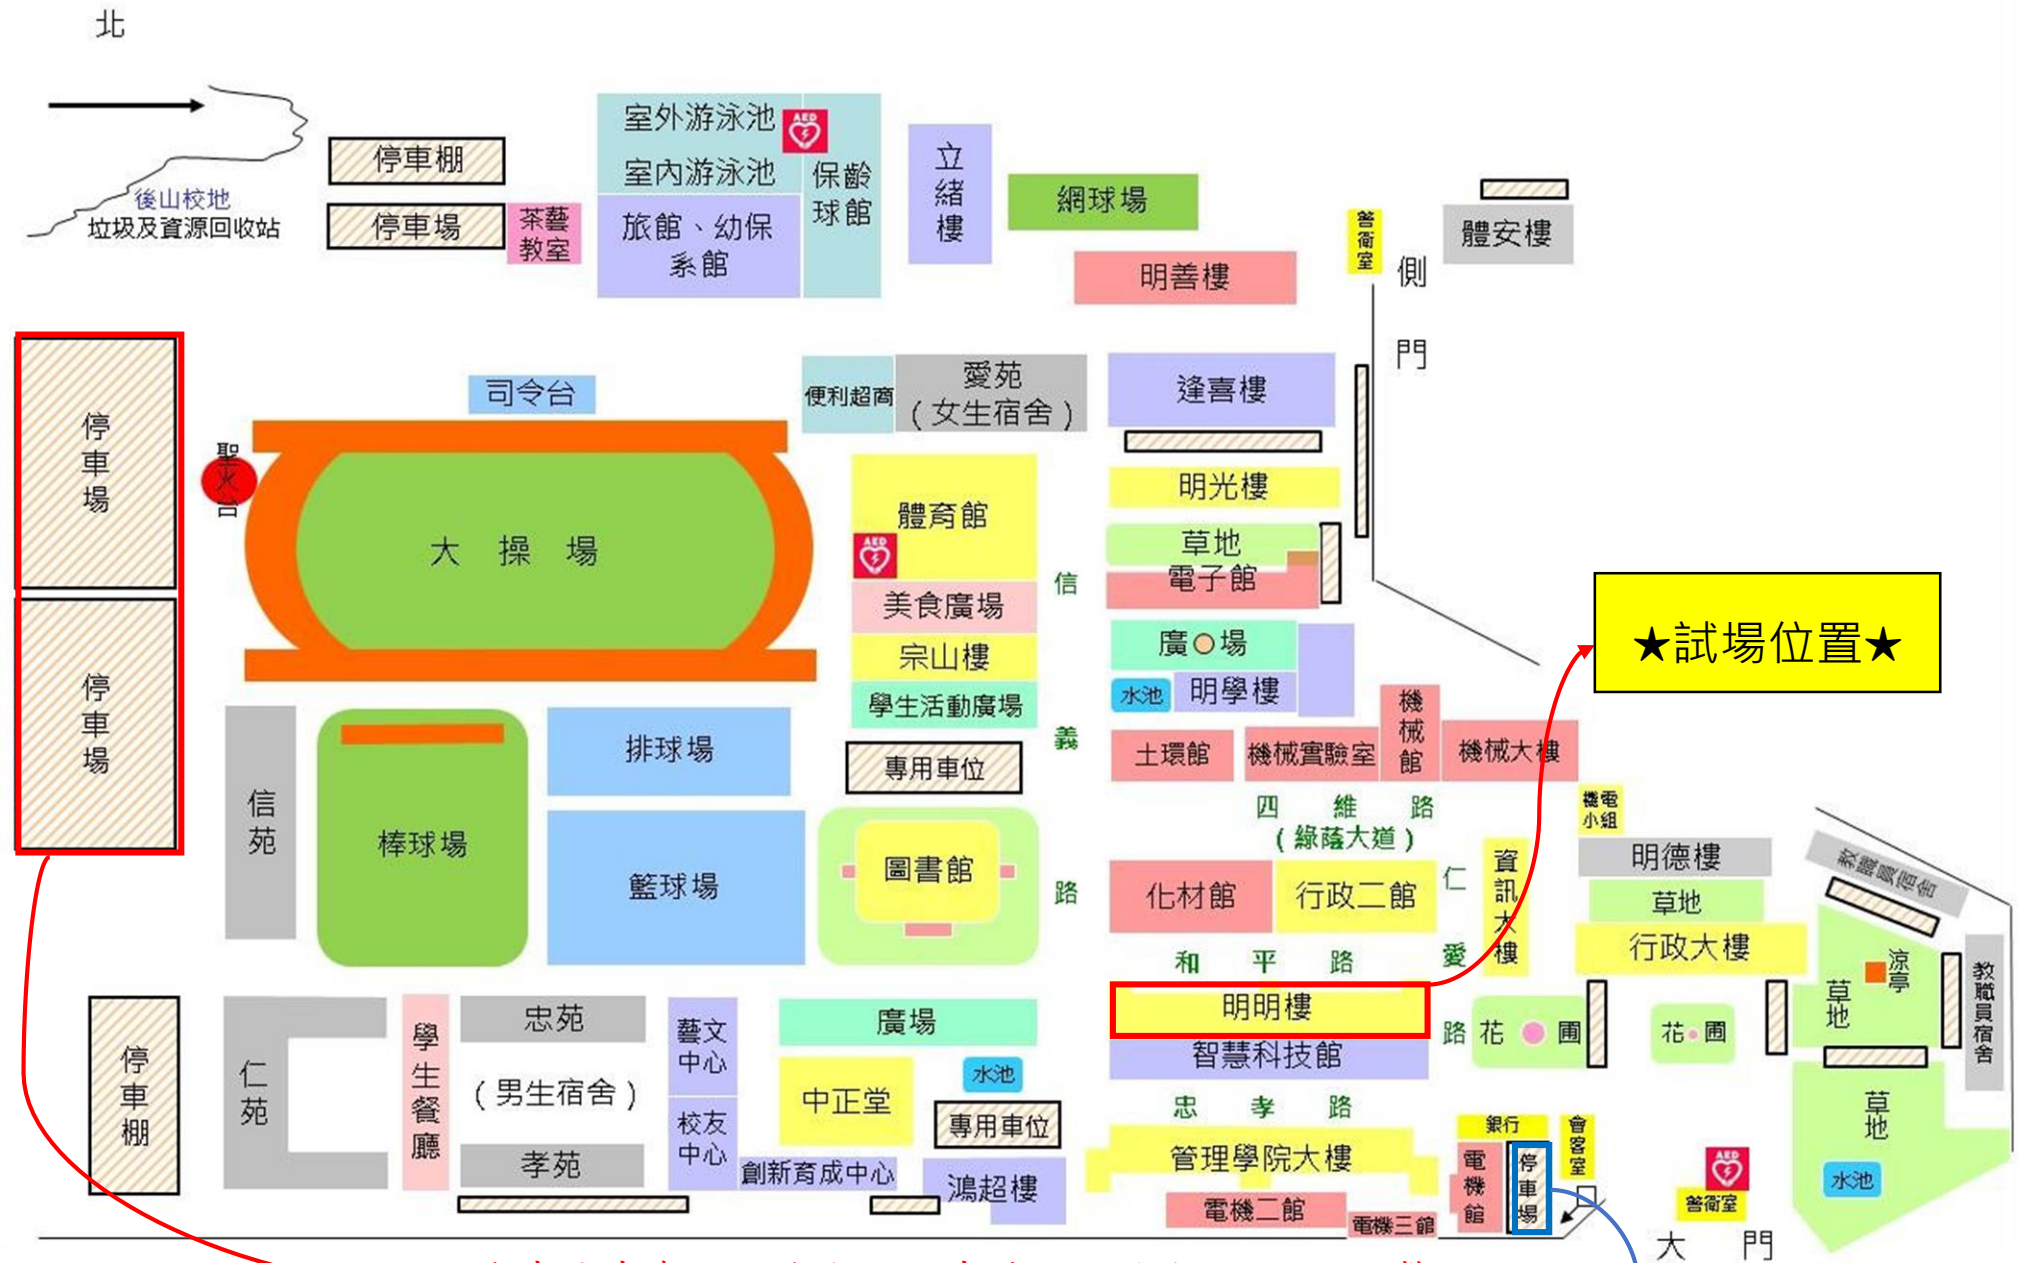 北
停車棚
停車場
茶藝
教室
後山校地
垃圾及資源回收站
室外游泳池
AED
室內游泳池
保齡
球館
旅館、幼保
系館
立緒樓
網球場
明善樓
警衛室
體安樓
側門
停車場
停車場
聖火台
司令台
大操場
便利超商
愛苑
(女生宿舍)
逢喜樓
明光樓
草地
電子館
體育館
AED
美食廣場
宗山樓
學生活動廣場
專用車位
信義路
廣場
水池
明學樓
土環館
機械實驗室
機械館
機械大樓
★試場位置★
信苑
棒球場
排球場
籃球場
圖書館
四維路
(綠蔭大道)
化材館
行政二館
仁愛路
資訊大樓
機電
小組
明德樓
草地
行政大樓
教職員宿舍
涼亭
草地
教職員宿舍
和平路
明明樓
智慧科技館
花圃
花圃
停車棚
仁苑
學生餐廳
忠苑
(男生宿舍)
孝苑
藝文
中心
校友
中心
廣場
中正堂
水池
專用車位
創新育成中心
鴻超樓
忠孝路
管理學院大樓
電機二館
電機三館
銀行
電機館
停車場
會客室
AED
警衛室
大門
草地
水池